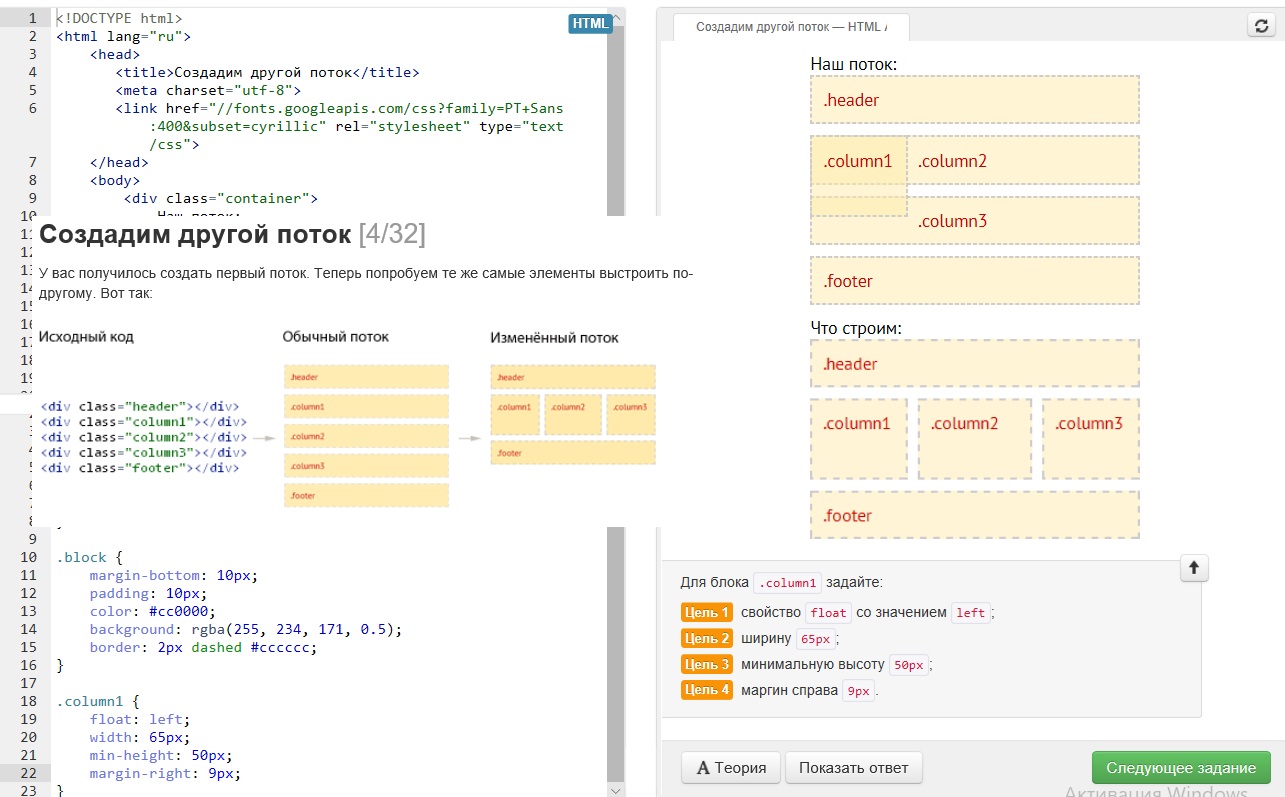 1 <!DOCTYPE html>
2 <html lang="ru">
3 <head>
4 <title>Создадим другой поток</title>
5 <meta charset="utf-8">
6 <link href="//fonts.googleapis.com/css?family=PT+Sans
:400&subset=cyrillic" rel="stylesheet" type="text
/css">
7 </head>
8 <body>
9 <div class="container">
10 Наш поток:
HTML
Создадим другой поток [4/32]
У вас получилось создать первый поток. Теперь попробуем те же самые элементы выстроить по-
другому. Вот так:
Исходный код
<div class="header"></div>
<div class="column1"></div>
<div class="column2"></div>
<div class="column3"></div>
<div class="footer"></div>
Обычный поток
.header
.column1
.column2
.column3
.footer
Изменённый поток
.header
.column1 .column2 .column3
.footer
9
10 .block {
11 margin-bottom: 10px;
12 padding: 10px;
13 color: #cc0000;
14 background: rgba(255, 234, 171, 0.5);
15 border: 2px dashed #cccccc;
16 }
17
18 .column1 {
19 float: left;
20 width: 65px;
21 min-height: 50px;
22 margin-right: 9px;
23 }
Создадим другой поток — HTML
Наш поток:
.header
.column1 .column2
.column3
.footer
Что строим:
.header
.column1 .column2 .column3
.footer
Для блока .column1 задайте:
Цель 1 свойство float со значением left;
Цель 2 ширину 65px;
Цель 3 минимальную высоту 50px;
Цель 4 маргин справа 9px.
A Теория
Показать ответ
Следующее задание
Активация Windows